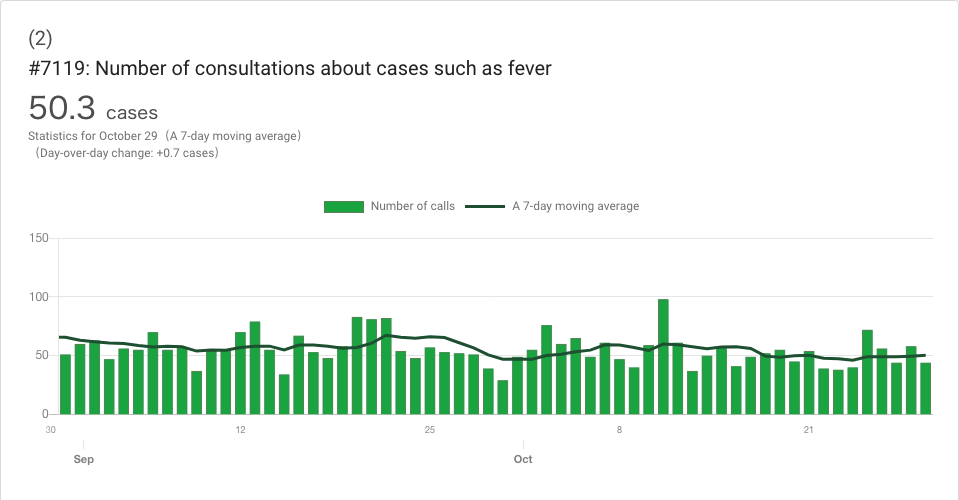 (2)
#7119: Number of consultations about cases such as fever
50.3 cases
Statistics for October 29（A 7-day moving average）
（Day-over-day change: +0.7 cases）
Number of calls A 7-day moving average
150
100
50
0
30 12 25 8 21
Sep Oct